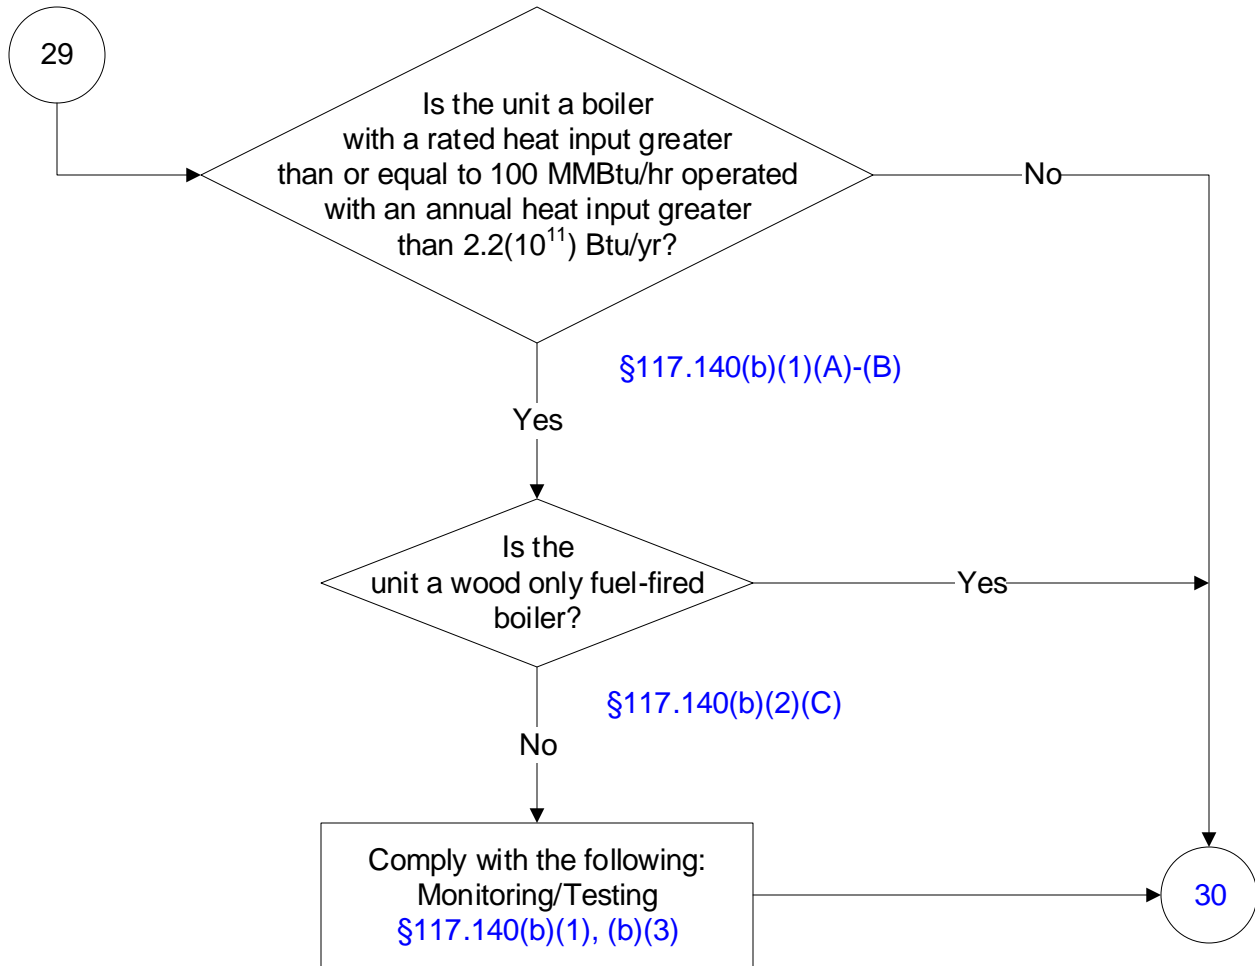 29
Is the unit a boiler
with a rated heat input greater
than or equal to 100 MMBtu/hr operated
with an annual heat input greater
than 2.2(10¹¹) Btu/yr?
No
§117.140(b)(1)(A)-(B)
Yes
Is the
unit a wood only fuel-fired
boiler?
Yes
§117.140(b)(2)(C)
No
Comply with the following:
Monitoring/Testing
§117.140(b)(1), (b)(3)
30